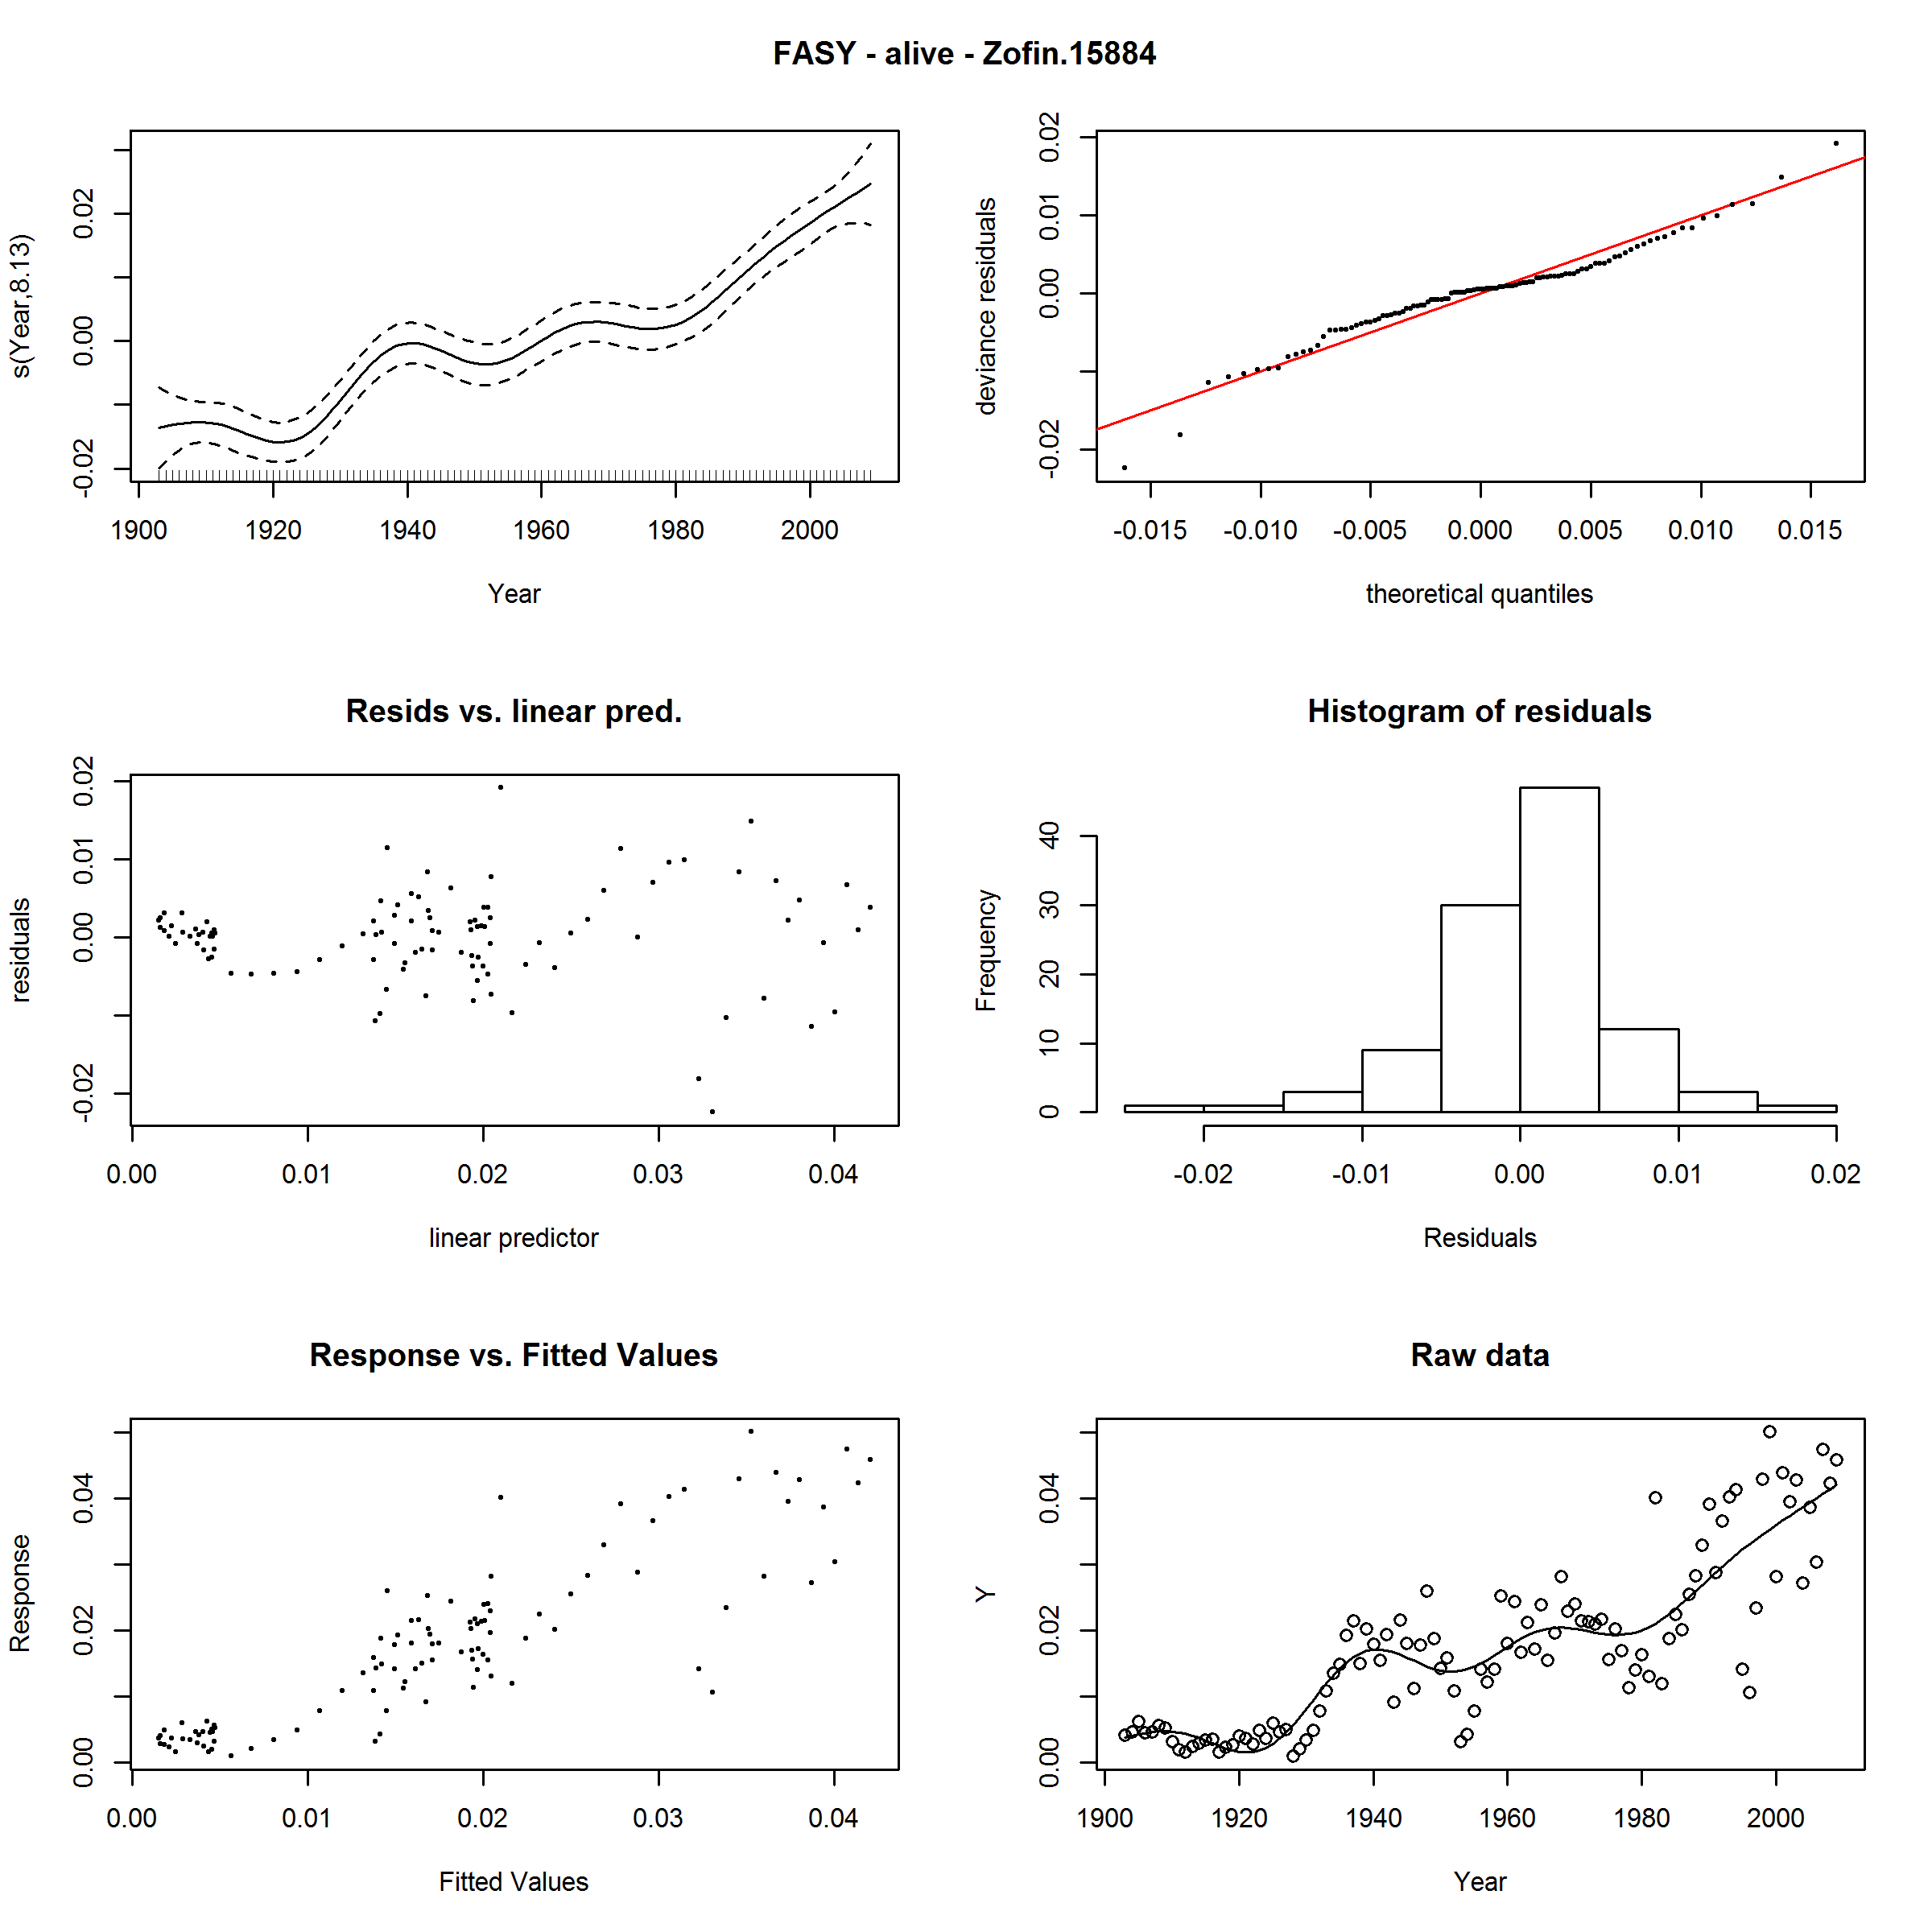 FASY - alive - Zofin.15884
s(Year,8.13)
-0.02 0.00 0.02
1900 1920 1940 1960 1980 2000
Year
deviance residuals
-0.02 0.00 0.01 0.02
-0.015 -0.010 -0.005 0.000 0.005 0.010 0.015
theoretical quantiles
Resids vs. linear pred.
residuals
-0.02 0.00 0.01 0.02
0.00 0.01 0.02 0.03 0.04
linear predictor
Histogram of residuals
Frequency
0 10 20 30 40
-0.02 -0.01 0.00 0.01 0.02
Residuals
Response vs. Fitted Values
Response
0.00 0.02 0.04
0.00 0.01 0.02 0.03 0.04
Fitted Values
Raw data
Y
0.00 0.02 0.04
1900 1920 1940 1960 1980 2000
Year